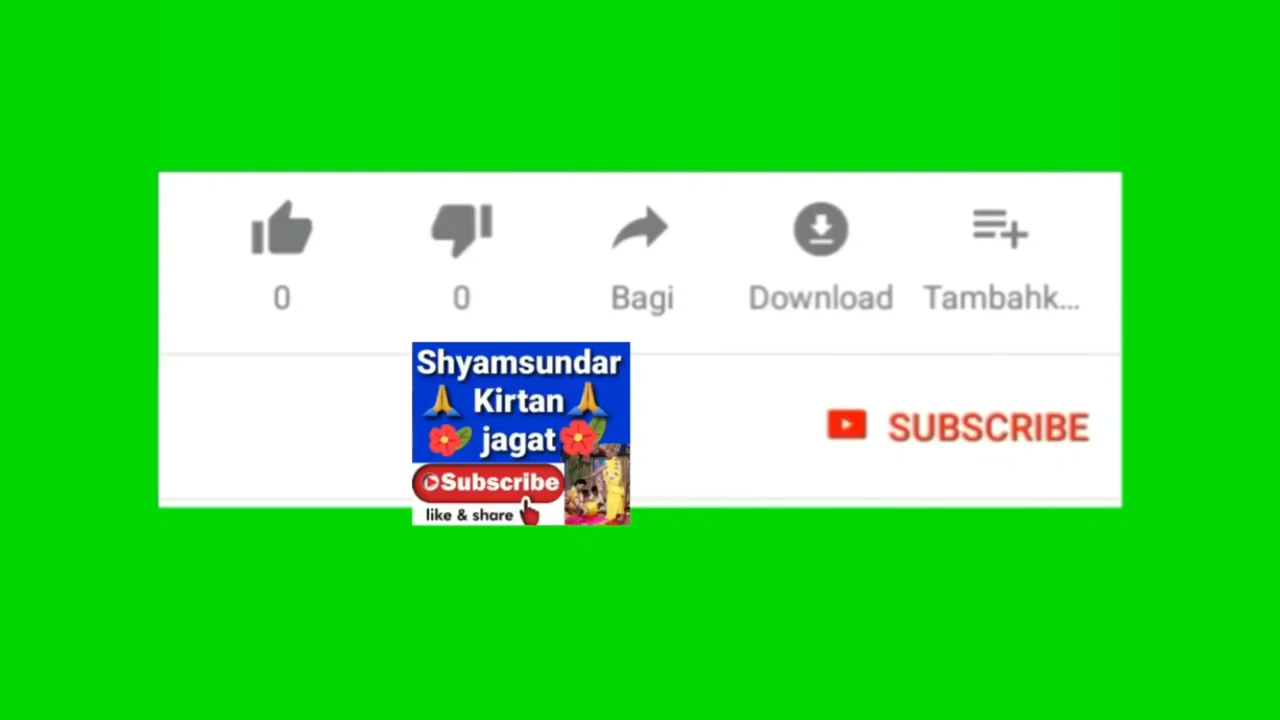 0 0 Bagi Download Tambahk...
Shyamsundar
🙏 Kirtan 🙏
🌺 jagat 🌺
SUBSCRIBE
Subscribe
like & share